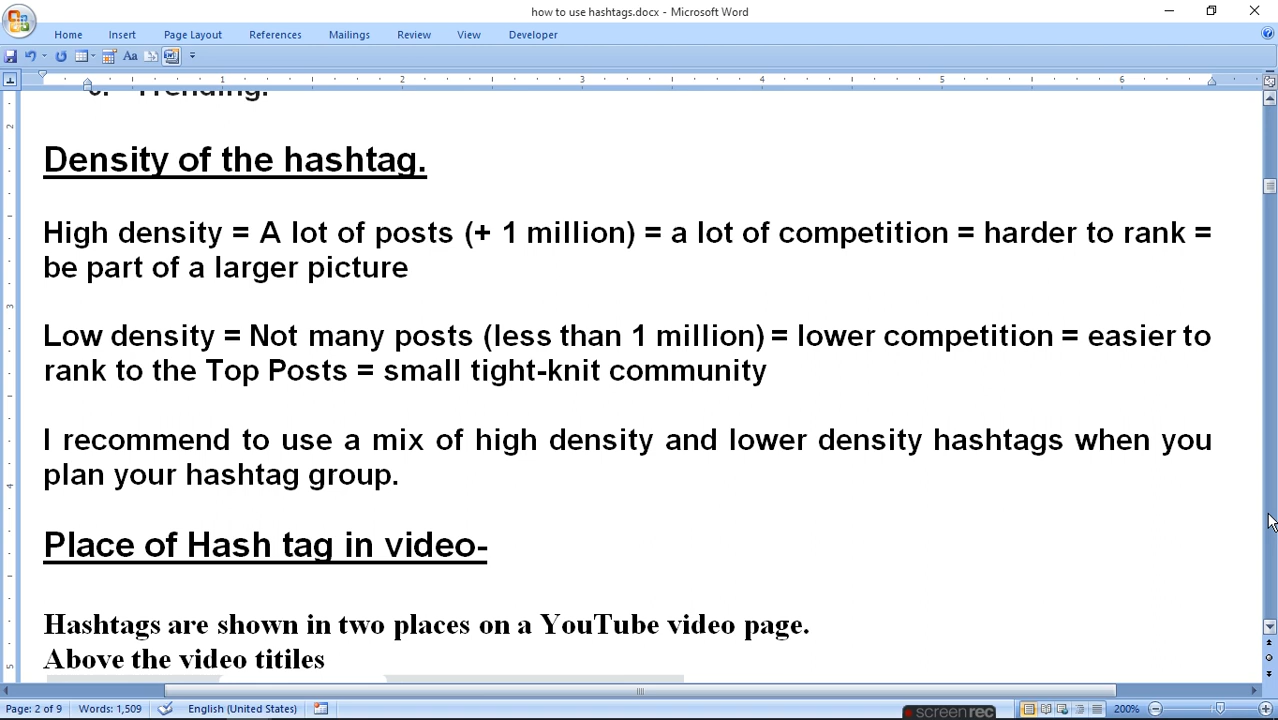 how to use hashtags.docx - Microsoft Word
Home Insert Page Layout References Mailings Review View Developer
Trending.
Density of the hashtag.
High density = A lot of posts (+ 1 million) = a lot of competition = harder to rank =
be part of a larger picture
Low density = Not many posts (less than 1 million) = lower competition = easier to
rank to the Top Posts = small tight-knit community
I recommend to use a mix of high density and lower density hashtags when you
plan your hashtag group.
Place of Hash tag in video-
Hashtags are shown in two places on a YouTube video page.
Above the video titiles
Page: 2 of 9 Words: 1,509 English (United States) screenrec 200%